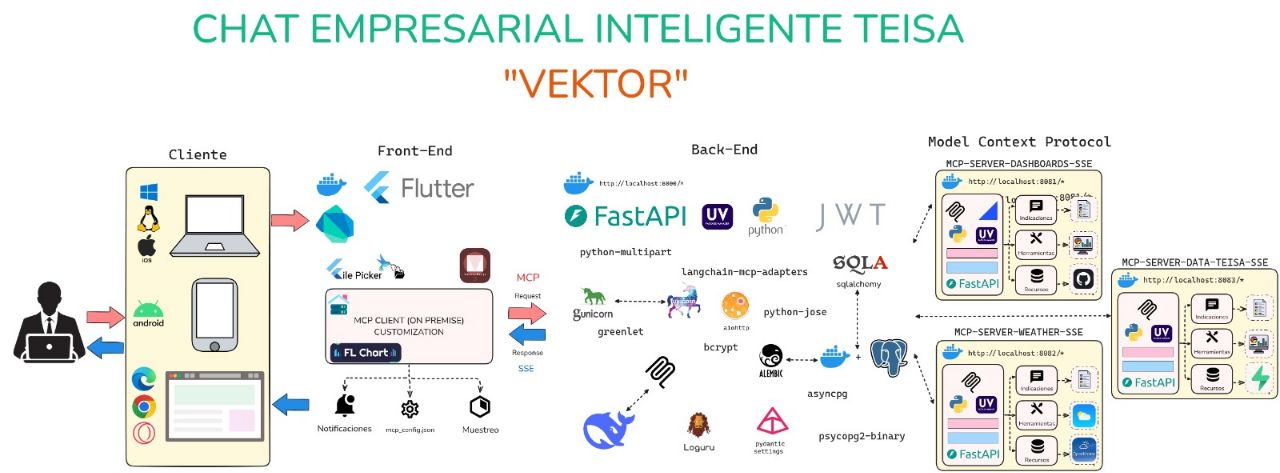 CHAT EMPRESARIAL INTELIGENTE TEISA
"VEKTOR"
Cliente
iOS
android
Front-End
Flutter
ile Picker
MCP CLIENT (ON PREMISE)
CUSTOMIZATION
FL Chart
Notificaciones
mcp_config.json
Muestreo
MCP
Request
Response
SSE
Back-End
http://localhost:8000/*
FastAPI
UV
python
JWT
python-multipart
langchain-mcp-adapters
SQLA
sqlalchemy
gunicorn
greenlet
aiohttp
python-jose
bcrypt
ALEMBIC
+
asyncpg
Loguru
pydantic
settings
psycopg2-binary
Model Context Protocol
MCP-SERVER-DASHBOARDS-SSE
http://localhost:8081/*
UV
FastAPI
Indicaciones
Herramientas
Recursos
MCP-SERVER-WEATHER-SSE
http://localhost:8082/*
UV
FastAPI
Indicaciones
Herramientas
Recursos
MCP-SERVER-DATA-TEISA-SSE
http://localhost:8083/*
UV
FastAPI
Indicaciones
Herramientas
Recursos